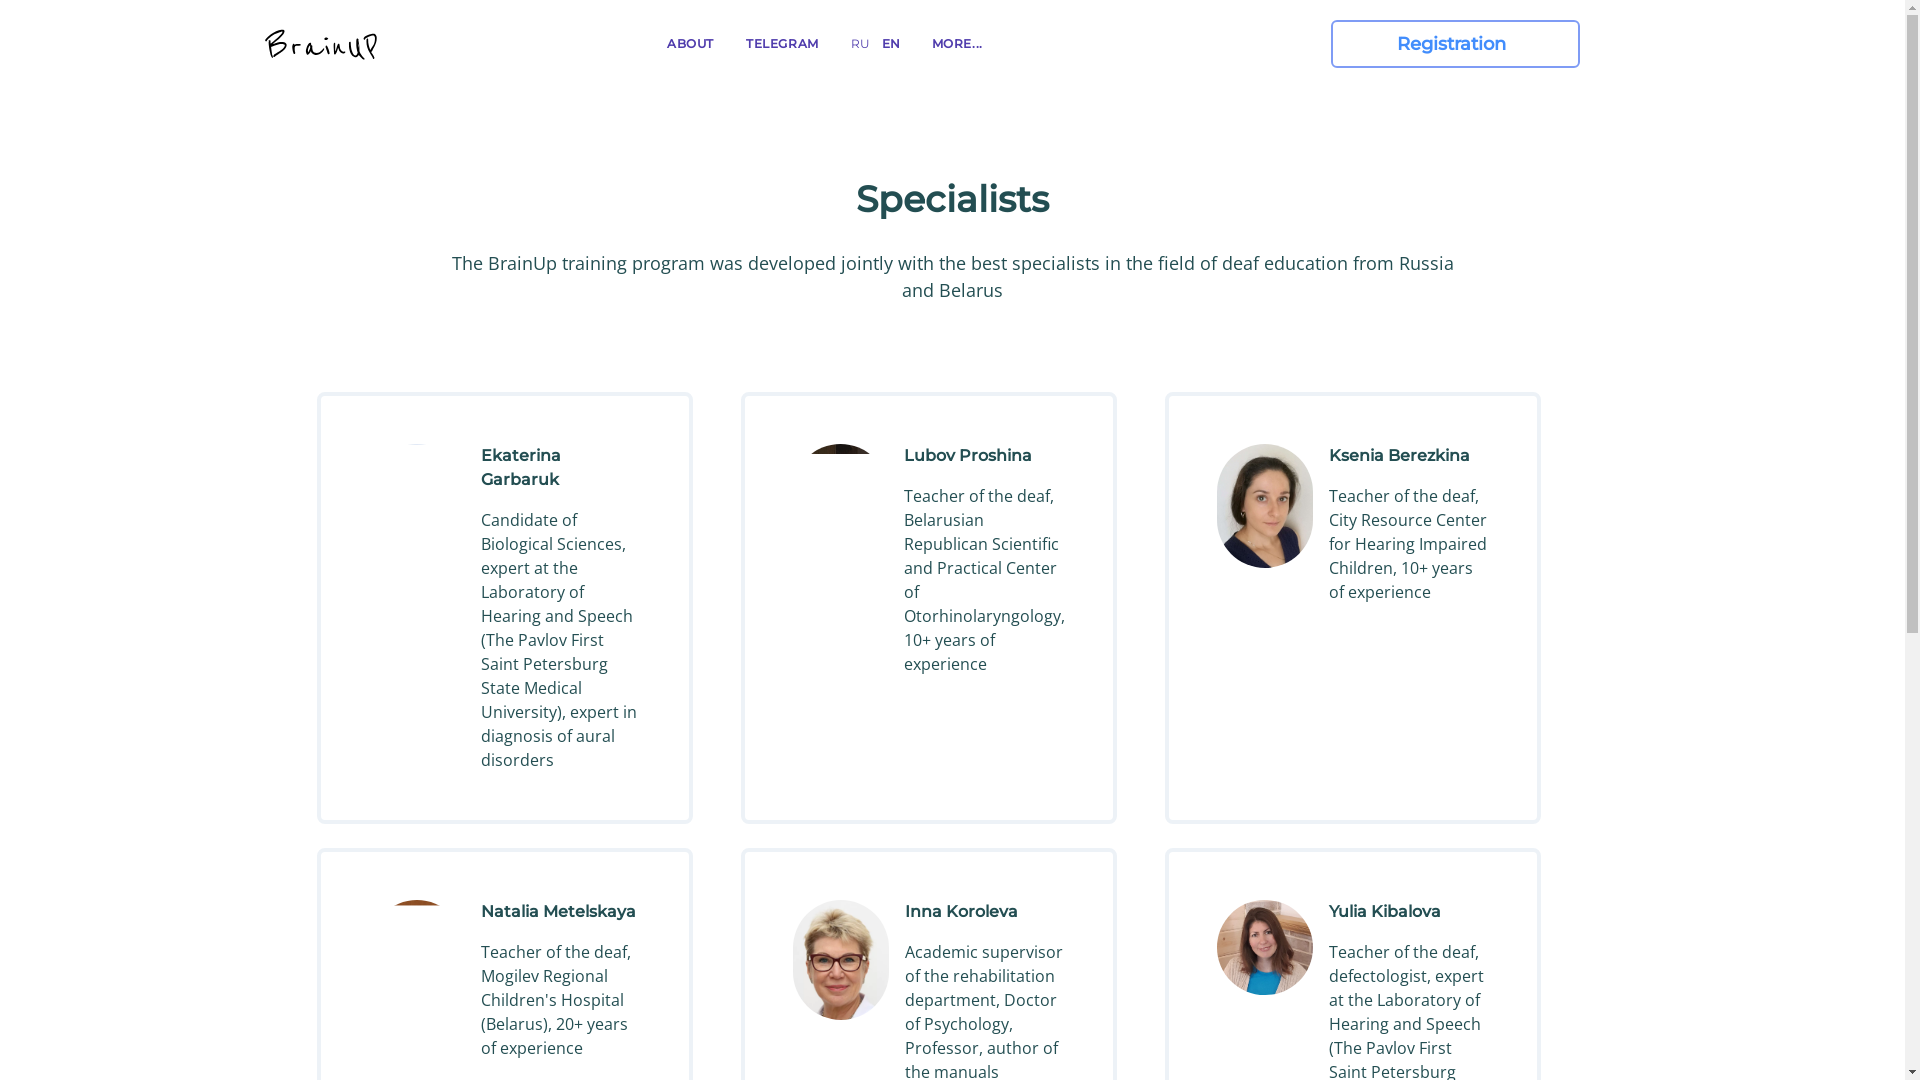 BrainUP
ABOUT
TELEGRAM
RU
EN
MORE...
Registration
Specialists
The BrainUp training program was developed jointly with the best specialists in the field of deaf education from Russia
and Belarus
Ekaterina
Garbaruk
Candidate of
Biological Sciences,
expert at the
Laboratory of
Hearing and Speech
(The Pavlov First
Saint Petersburg
State Medical
University), expert in
diagnosis of aural
disorders
Lubov Proshina
Teacher of the deaf,
Belarusian
Republican Scientific
and Practical Center
of
Otorhinolaryngology,
10+ years of
experience
Ksenia Berezkina
Teacher of the deaf,
City Resource Center
for Hearing Impaired
Children, 10+ years
of experience
Natalia Metelskaya
Teacher of the deaf,
Mogilev Regional
Children's Hospital
(Belarus), 20+ years
of experience
Inna Koroleva
Academic supervisor
of the rehabilitation
department, Doctor
of Psychology,
Professor, author of
the manuals
Yulia Kibalova
Teacher of the deaf,
defectologist, expert
at the Laboratory of
Hearing and Speech
(The Pavlov First
Saint Petersburg